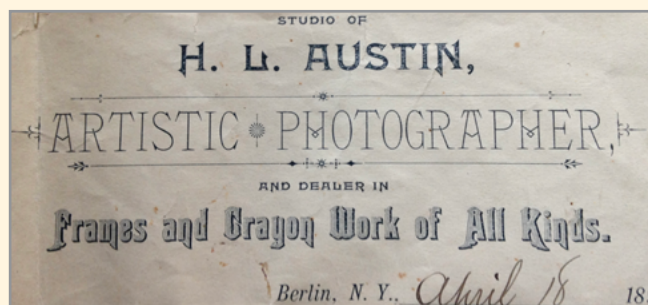 STUDIO OF
H. L. AUSTIN,
ARTISTIC PHOTOGRAPHER,
AND DEALER IN
Frames and Crayon Work of All Kinds.
Berlin, N. Y., April 18 18